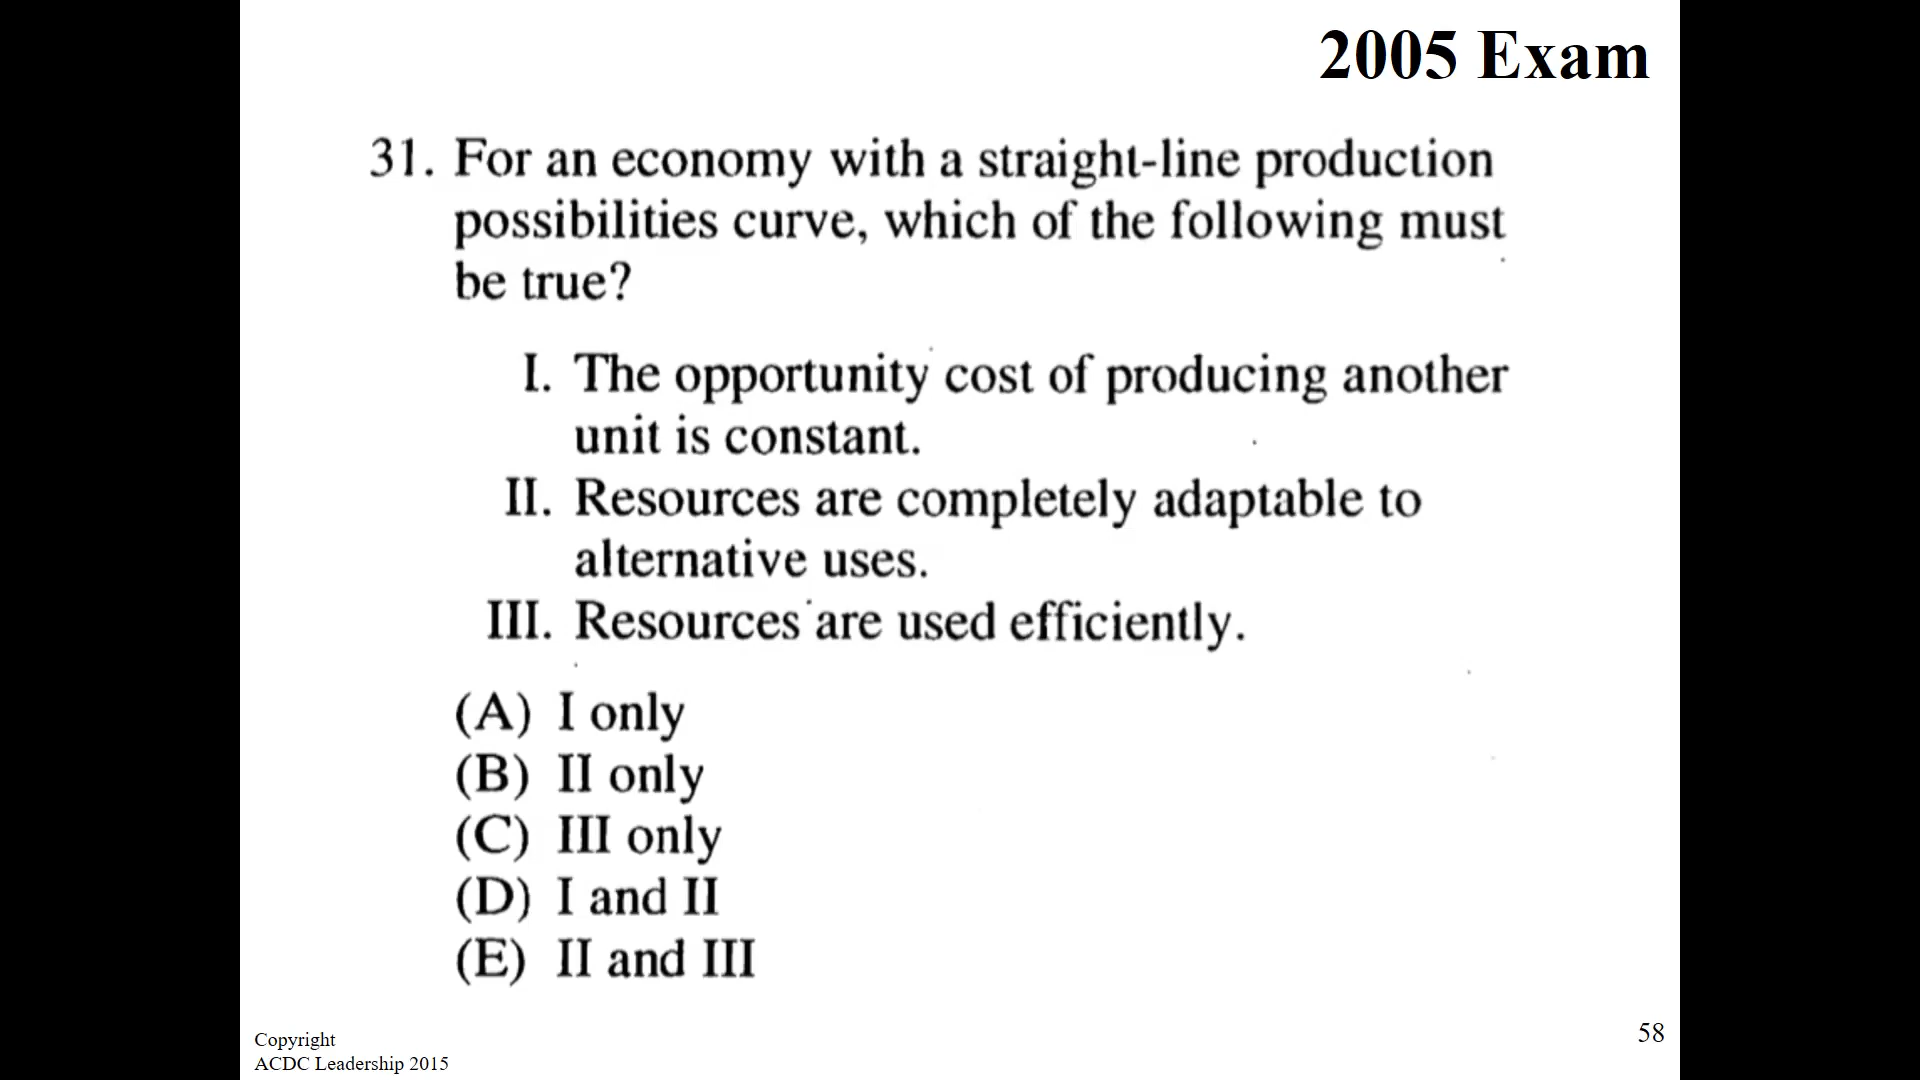 2005 Exam
31. For an economy with a straight-line production
possibilities curve, which of the following must
be true?
I. The opportunity cost of producing another
unit is constant.
II. Resources are completely adaptable to
alternative uses.
III. Resources are used efficiently.
(A) I only
(B) II only
(C) III only
(D) I and II
(E) II and III
Copyright
ACDC Leadership 2015
58